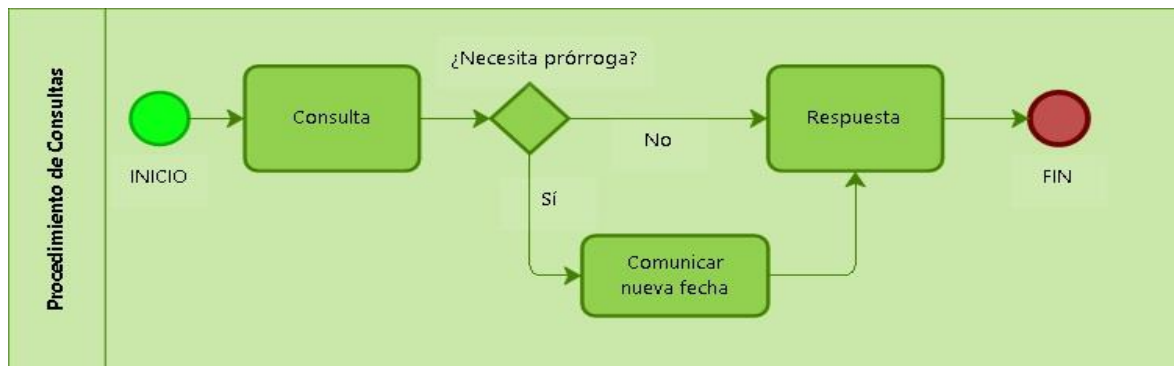 Procedimiento de Consultas
¿Necesita prórroga?
Consulta
Respuesta
No
INICIO
FIN
Sí
Comunicar
nueva fecha